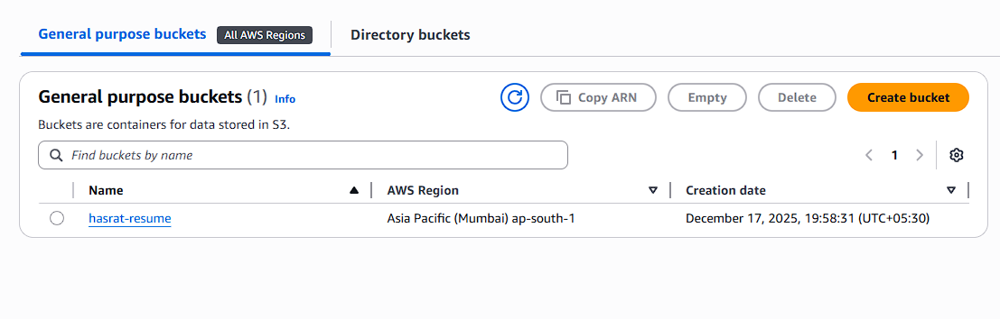 General purpose buckets All AWS Regions Directory buckets
General purpose buckets (1) Info Copy ARN Empty Delete Create bucket
Buckets are containers for data stored in S3.
Find buckets by name 1
Name AWS Region Creation date
hasrat-resume Asia Pacific (Mumbai) ap-south-1 December 17, 2025, 19:58:31 (UTC+05:30)